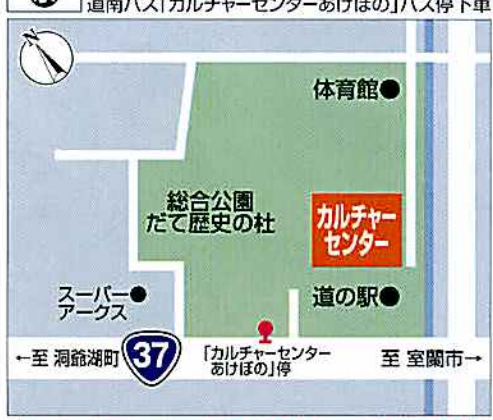 道南バス「カルチャーセンターあけぼの」バス停下車
N
体育館●
総合公園
だて歴史の杜
カルチャー
センター
スーパー●
アークス
道の駅●
←至 洞爺湖町
37
「カルチャーセンター
あけぼの」停
至 室蘭市→